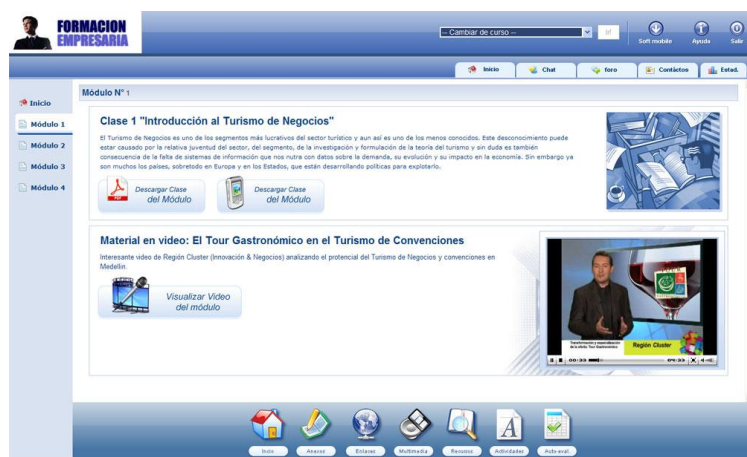 FORMACION
EMPRESARIA
-- Cambiar de curso --
Soft mobile
Ayuda
Salir
Inicio
Chat
foro
Contáctos
Estad.
Inicio
Módulo 1
Módulo 2
Módulo 3
Módulo 4
Módulo N° 1
Clase 1 "Introducción al Turismo de Negocios"
El Turismo de Negocios es uno de los segmentos más lucrativos del sector turístico y aun así es uno de los menos conocidos. Este desconocimiento puede
estar causado por la relativa juventud del sector, del segmento, de la investigación y formulación de la teoría del turismo y sin duda es también
consecuencia de la falta de sistemas de información que nos nutra con datos sobre la demanda, su evolución y su impacto en la economía. Sin embargo ya
son muchos los países, sobretodo en Europa y en los Estados, que están desarrollando políticas para explotarlo.
PDF
Descargar Clase
del Módulo
Descargar Clase
del Módulo
Material en video: El Tour Gastronómico en el Turismo de Convenciones
Interesante video de Región Cluster (Innovación & Negocios) analizando el potencial del Turismo de Negocios y convenciones en
Medellin.
Visualizar Video
del módulo
Región Cluster
00:33
04:33
Inicio
Anexos
Enlaces
Multimedia
Recursos
A
Actividades
Auto-eval.